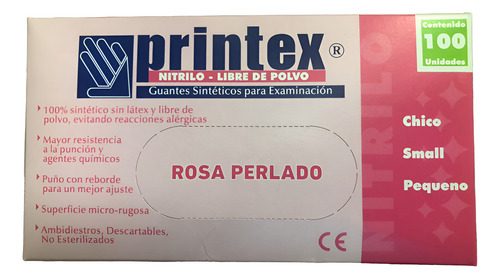 printex®
NITRILO - LIBRE DE POLVO
Guantes Sintéticos para Examinación
Contenido
100
Unidades
100% sintético sin látex y libre de
polvo, evitando reacciones alérgicas
Mayor resistencia
a la punción y
agentes químicos
Puño con reborde
para un mejor ajuste
Superficie micro-rugosa
Ambidiestros, Descartables,
No Esterilizados
ROSA PERLADO
CE
NITRILO
Chico
Small
Pequeno